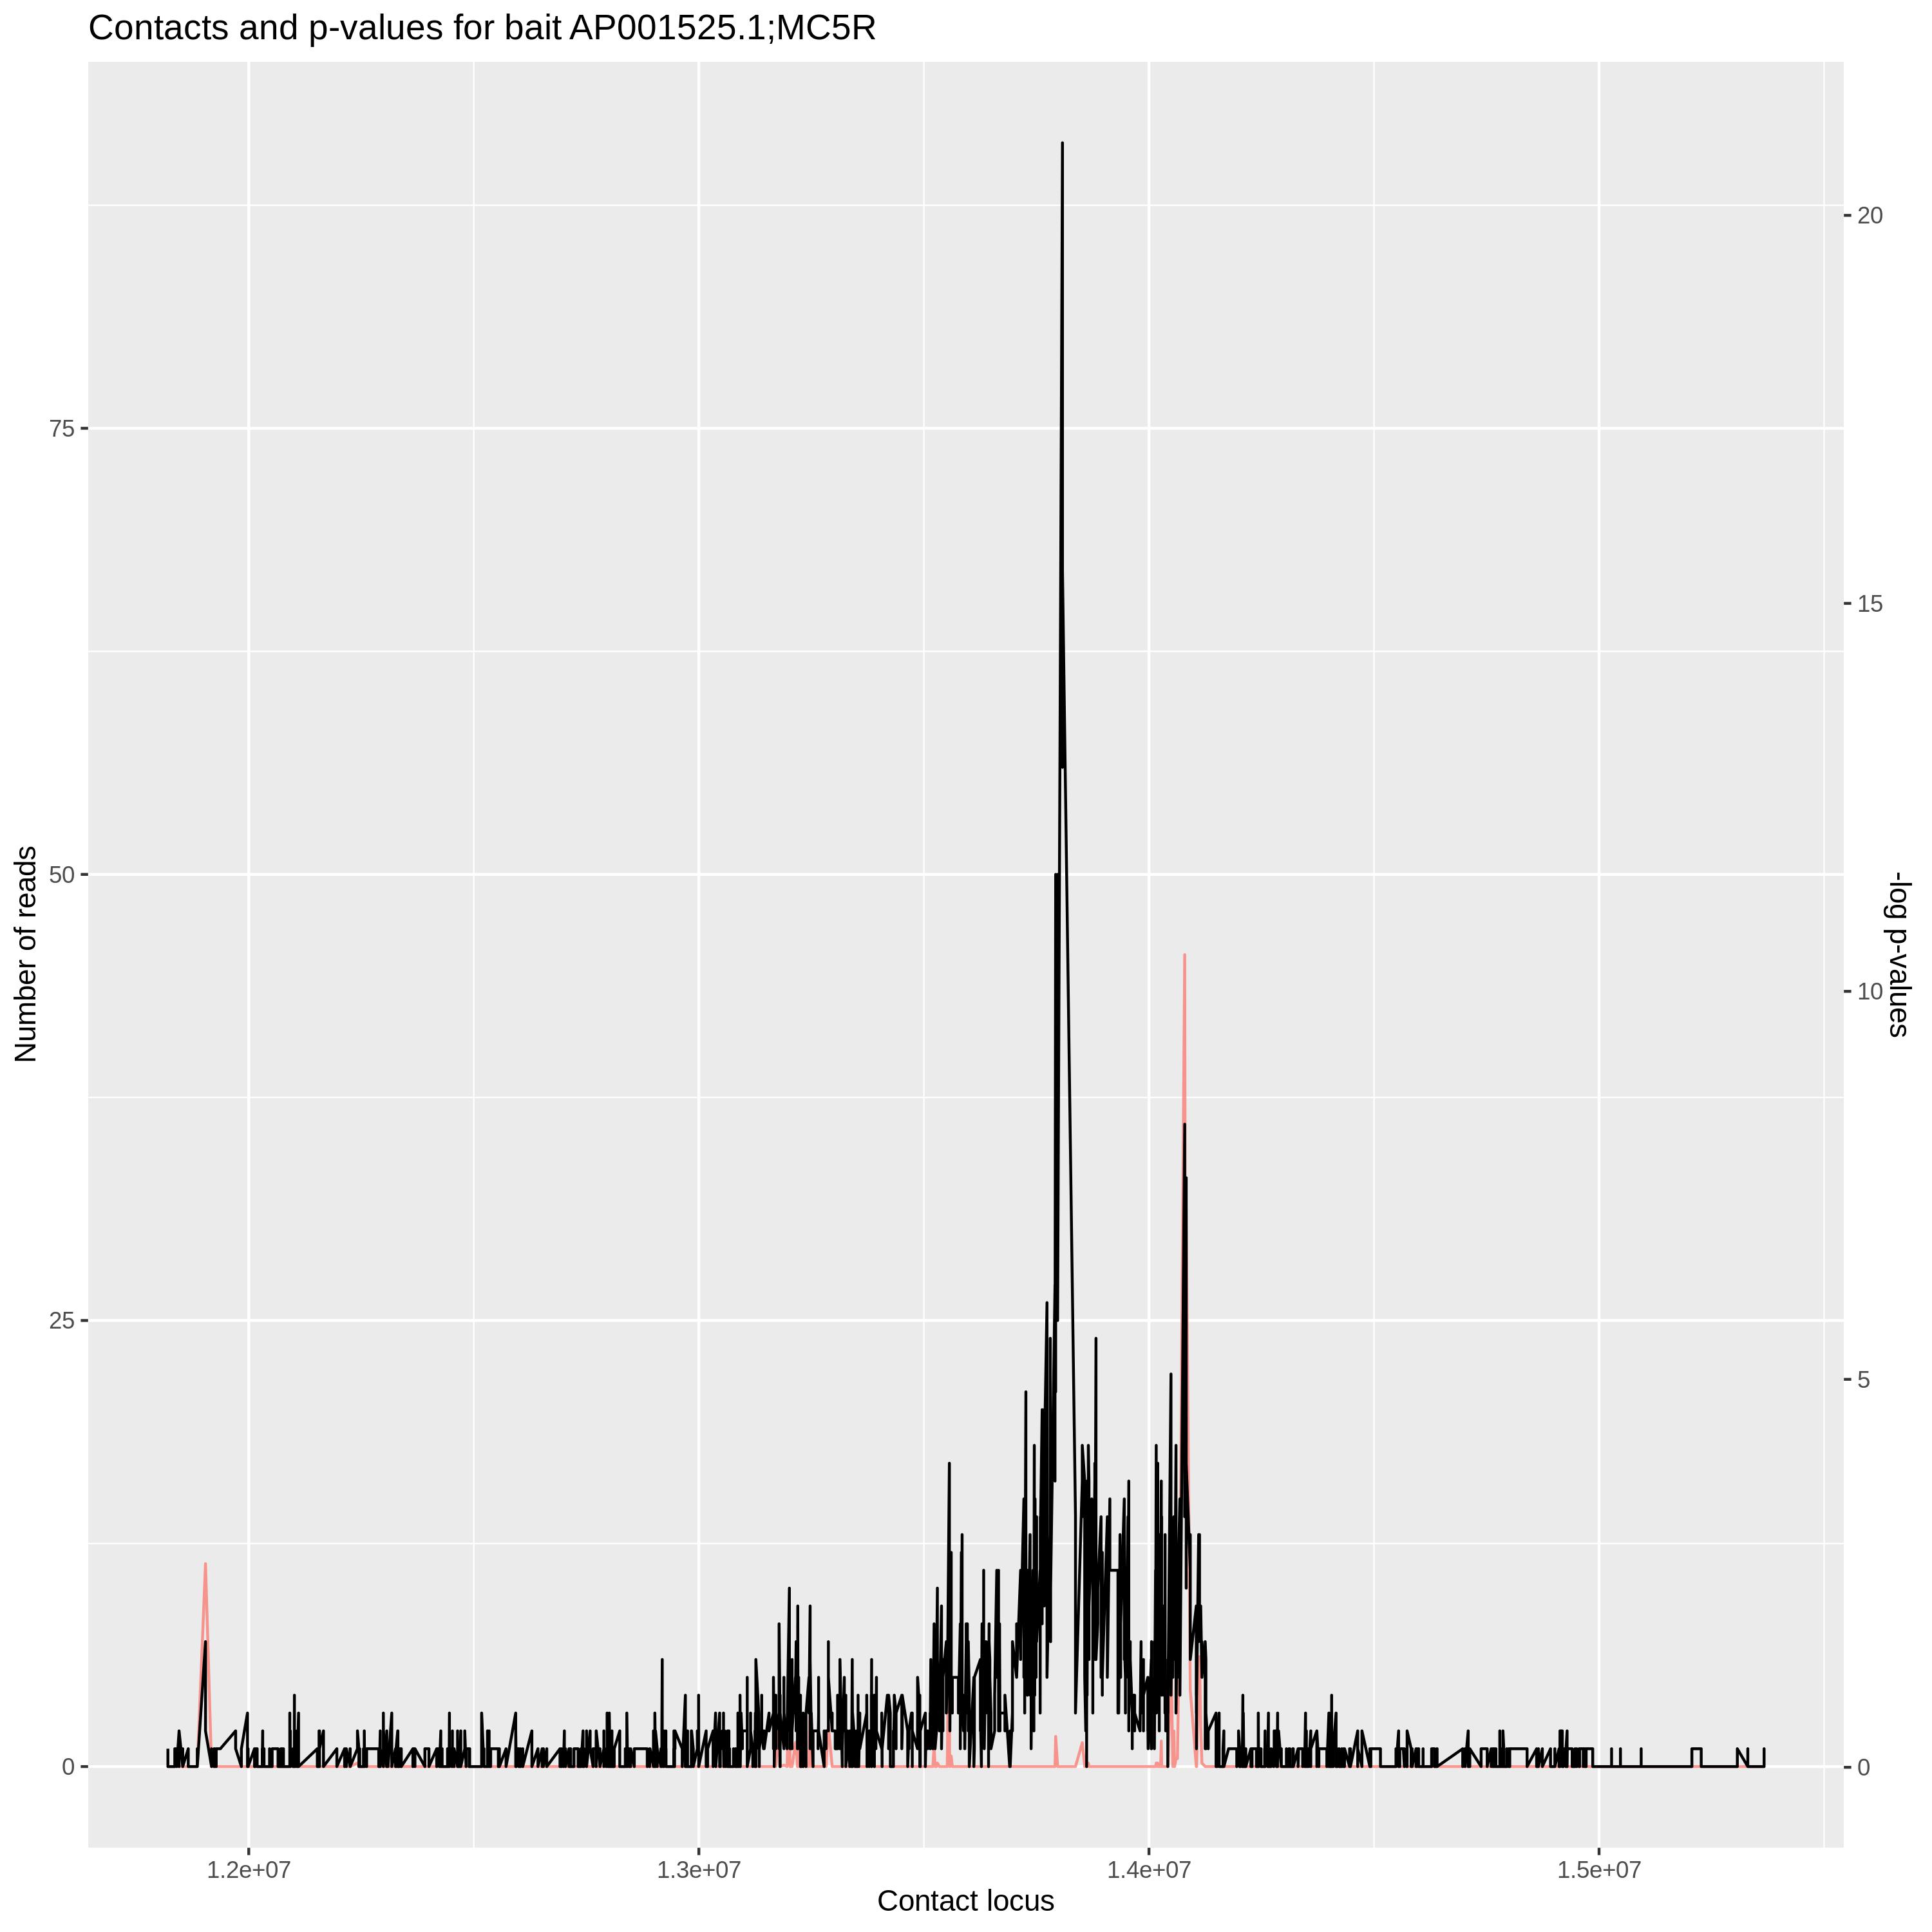 Contacts and p-values for bait AP001525.1;MC5R
Number of reads
75
50
25
0
20
15
10
5
0
-log p-values
1.2e+07
1.3e+07
1.4e+07
1.5e+07
Contact locus